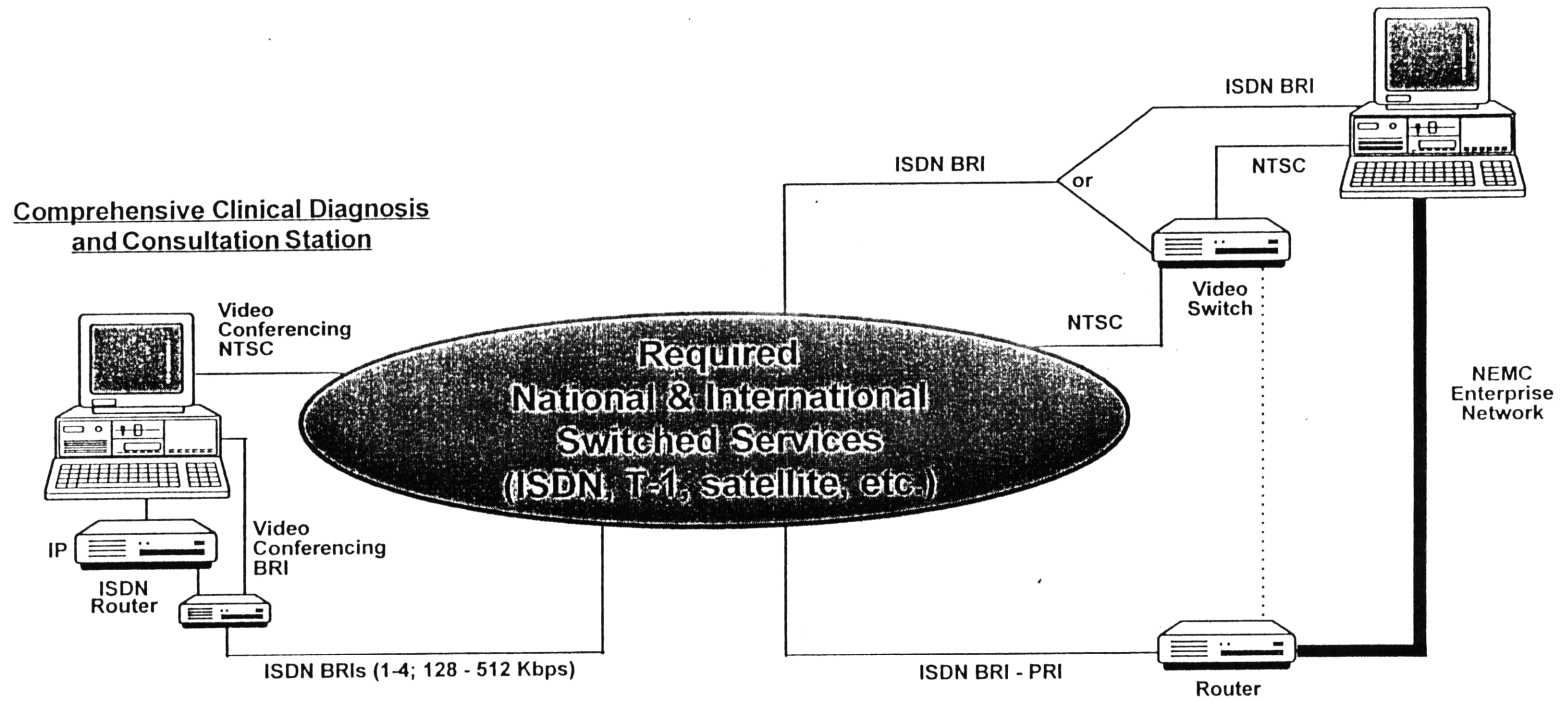 ISDN BRI
ISDN BRI
or
NTSC
Comprehensive Clinical Diagnosis
and Consultation Station
Video
Switch
Video
Conferencing
NTSC
NTSC
Required
National & International
Switched Services
(ISDN, T-1, satellite, etc.)
NEMC
Enterprise
Network
IP
Video
Conferencing
BRI
ISDN
Router
ISDN BRIs (1-4; 128 - 512 Kbps)
ISDN BRI - PRI
Router